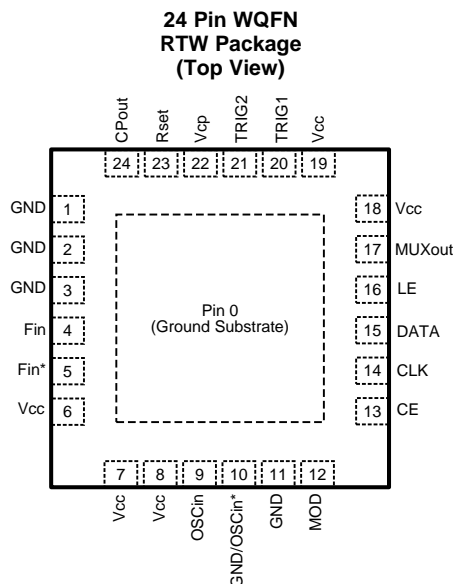 24 Pin WQFN
RTW Package
(Top View)
CPout
Rset
Vcp
TRIG2
TRIG1
Vcc
24 23 22 21 20 19
GND 1
GND 2
GND 3
Fin 4
Fin* 5
Vcc 6
18 Vcc
17 MUXout
16 LE
15 DATA
14 CLK
13 CE
Pin 0
(Ground Substrate)
7 8 9 10 11 12
Vcc
Vcc
OSCin
GND/OSCin*
GND
MOD